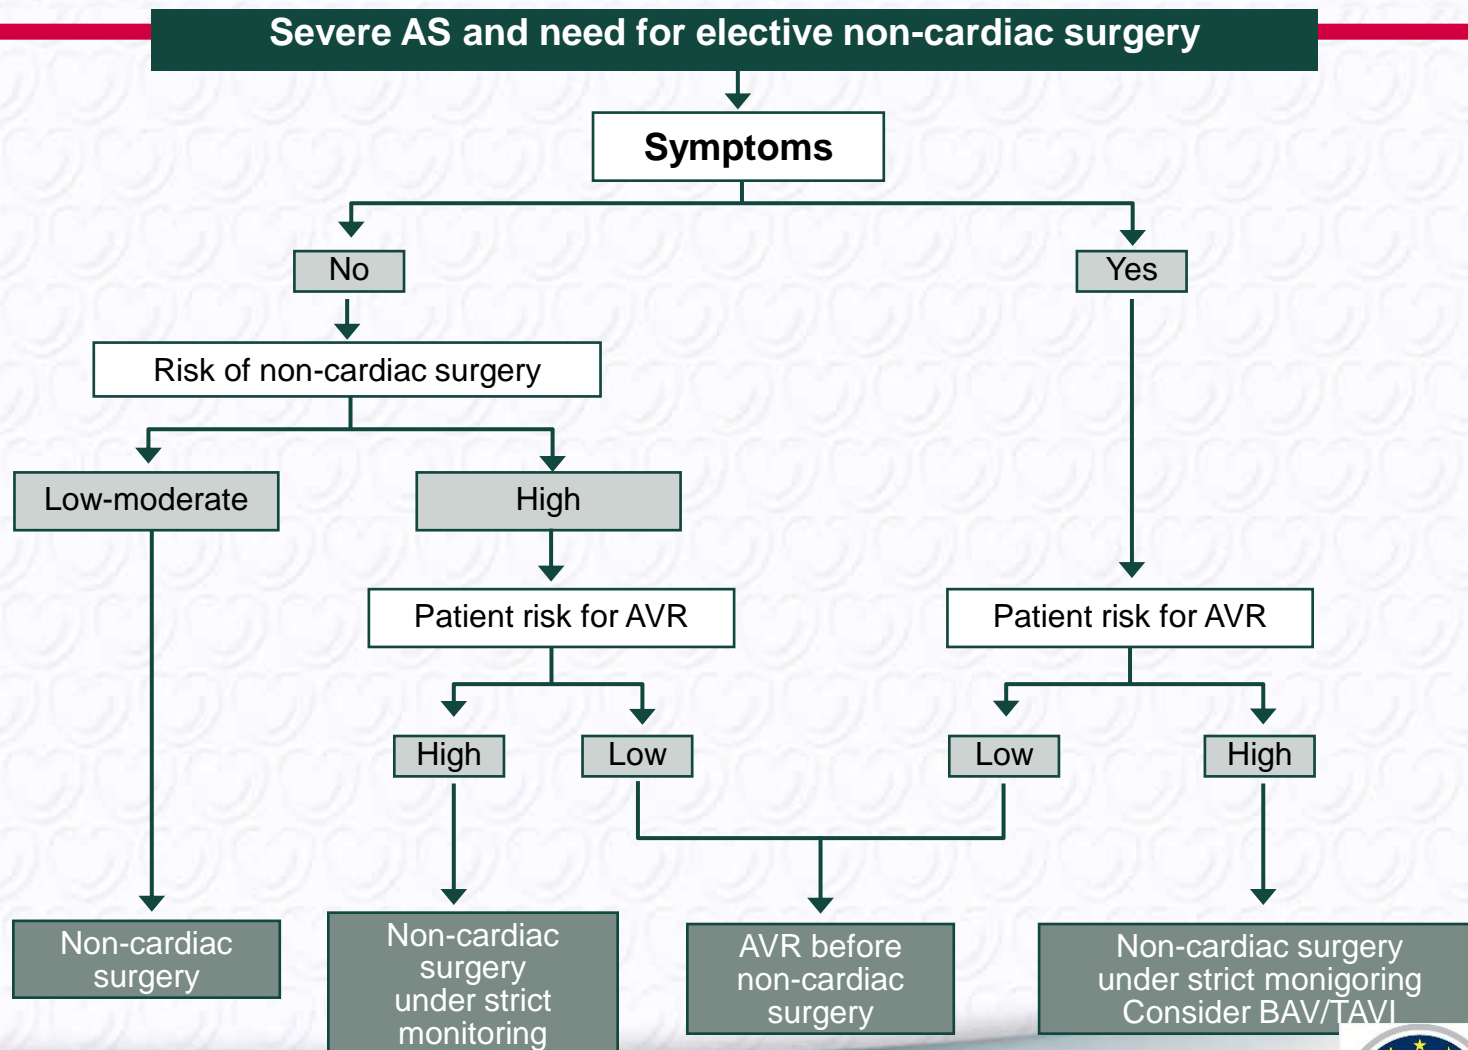 Severe AS and need for elective non-cardiac surgery
Symptoms
No
Yes
Risk of non-cardiac surgery
Low-moderate
High
Patient risk for AVR
Patient risk for AVR
High
Low
Low
High
Non-cardiac
surgery
Non-cardiac
surgery
under strict
monitoring
AVR before
non-cardiac
surgery
Non-cardiac surgery
under strict monigoring
Consider BAV/TAVI